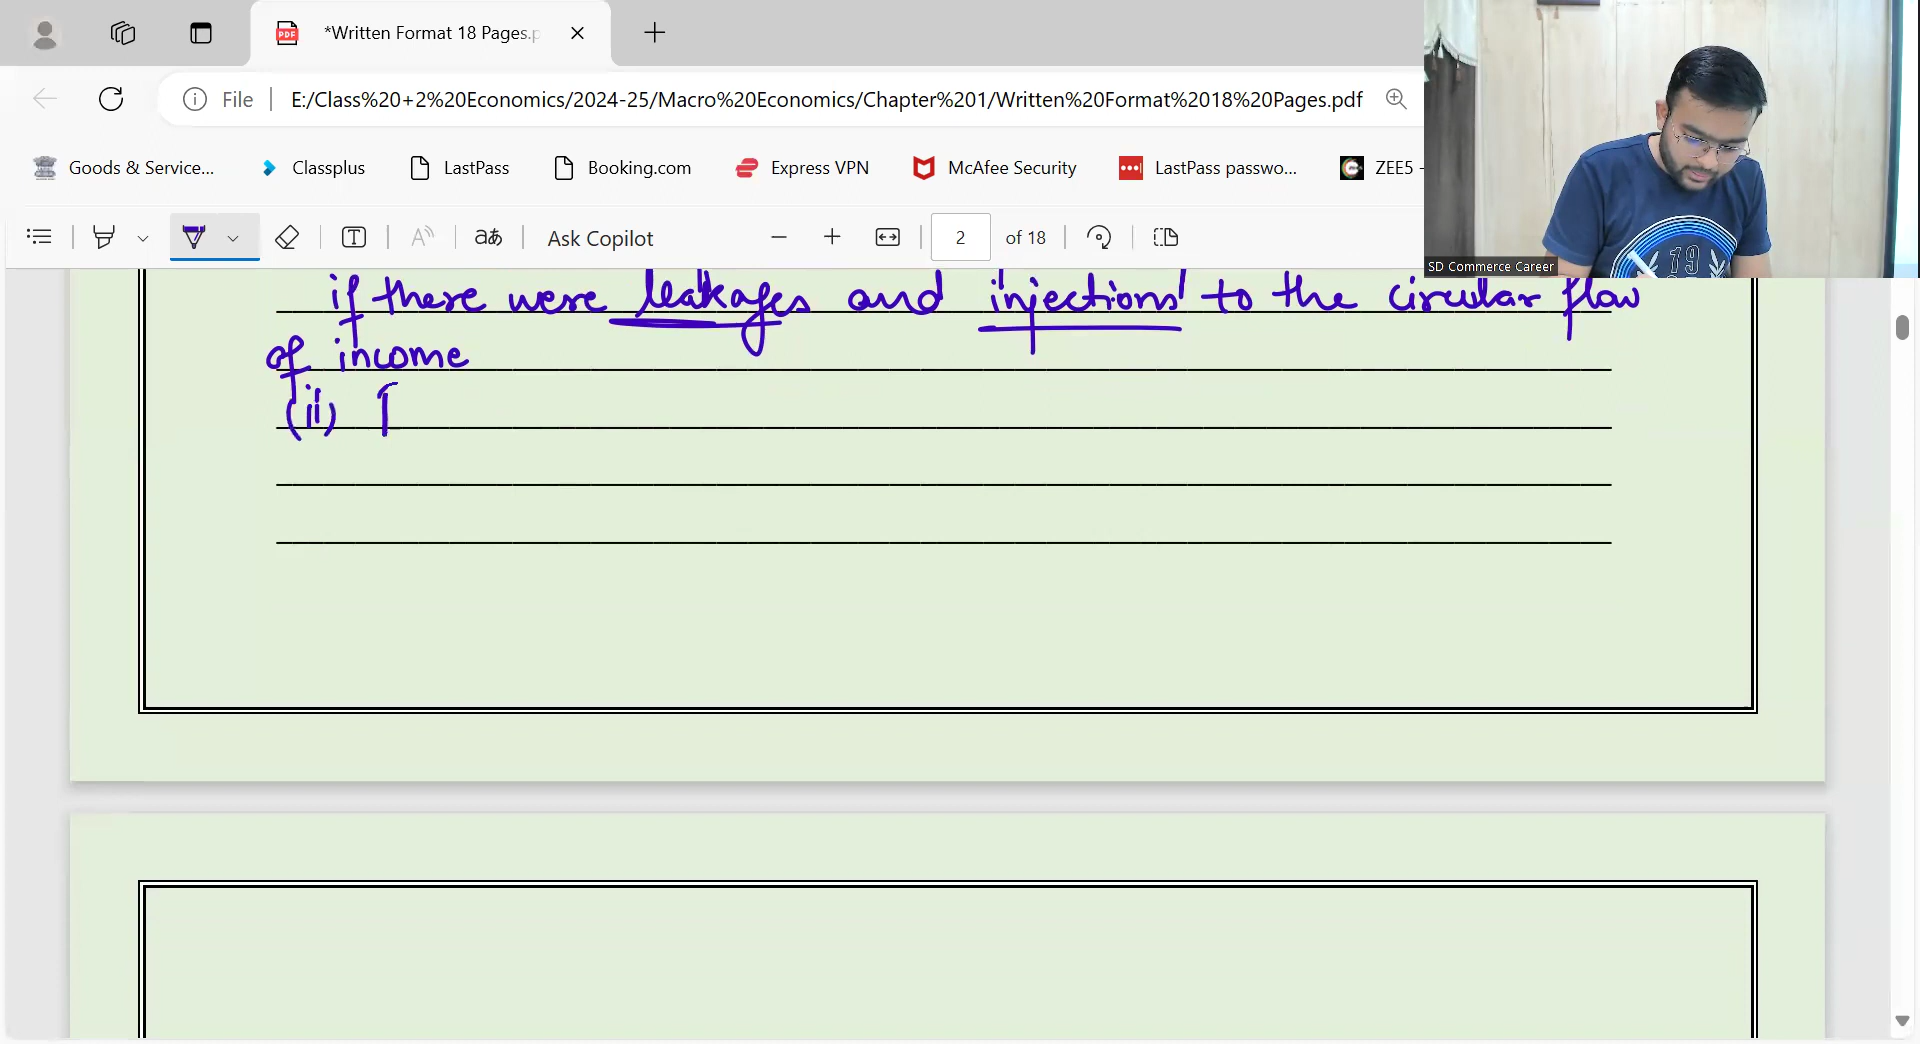 *Written Format 18 Pages.p
File
E:/Class%20+2%20Economics/2024-25/Macro%20Economics/Chapter%201/Written%20Format%2018%20Pages.pdf
Goods & Service...
Classplus
LastPass
Booking.com
Express VPN
McAfee Security
LastPass passwo...
ZEE5 -
aあ
Ask Copilot
2
of 18
SD Commerce Career
if there were leakages and 'injections' to the circular flow
of income
(ii)